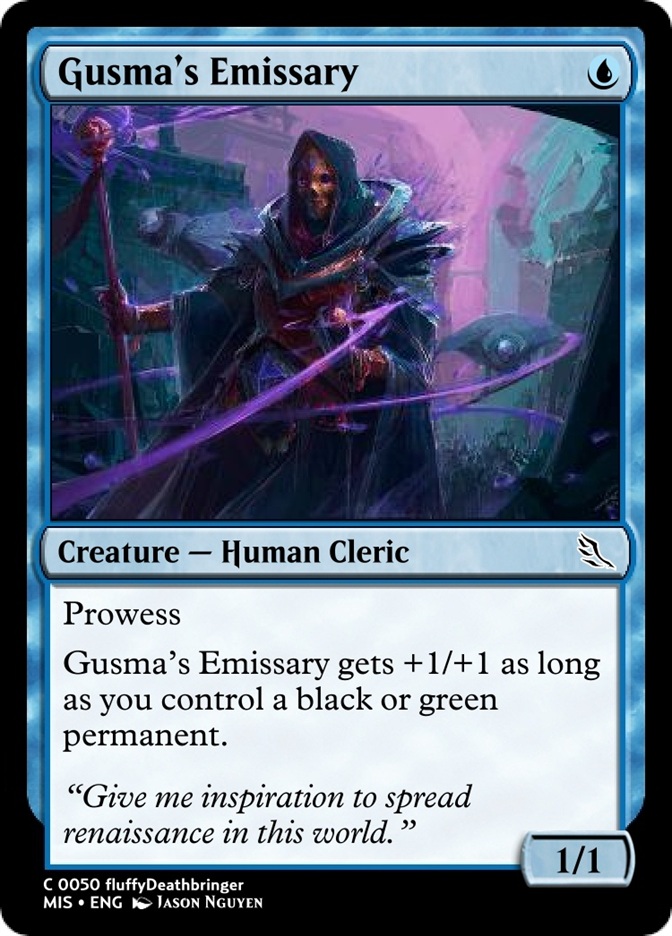 Gusma's Emissary
Creature — Human Cleric
Prowess
Gusma's Emissary gets +1/+1 as long
as you control a black or green
permanent.
“Give me inspiration to spread
renaissance in this world.”
1/1
C 0050 fluffyDeathbringer
MIS • ENG Jason Nguyen